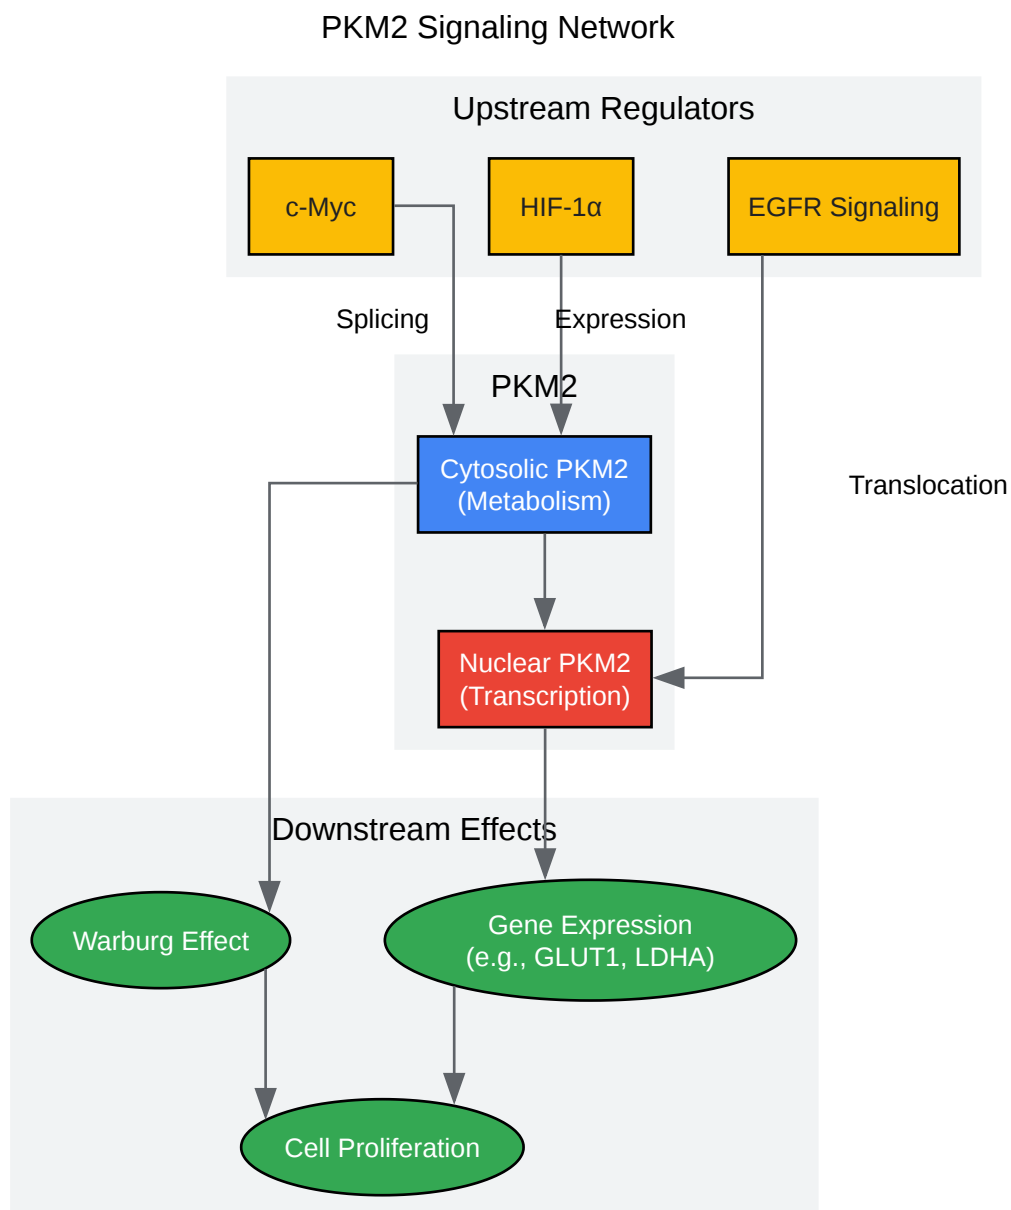 PKM2 Signaling Network
Upstream Regulators
c-Myc
HIF-1α
EGFR Signaling
Splicing
Expression
PKM2
Cytosolic PKM2
(Metabolism)
Translocation
Nuclear PKM2
(Transcription)
Downstream Effects
Warburg Effect
Gene Expression
(e.g., GLUT1, LDHA)
Cell Proliferation